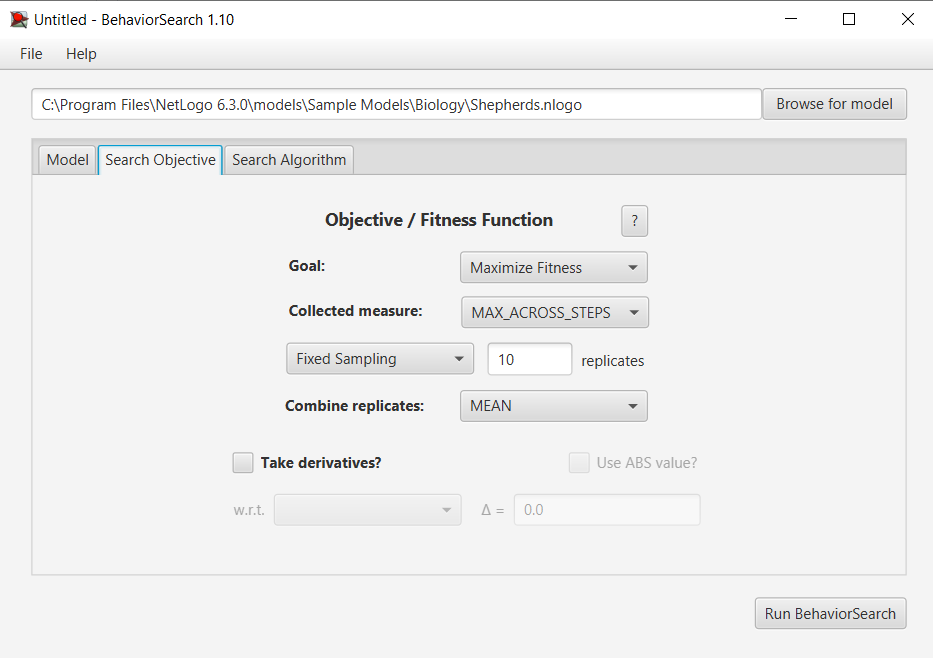 Untitled - BehaviorSearch 1.10
File Help
C:\Program Files\NetLogo 6.3.0\models\Sample Models\Biology\Shepherds.nlogo Browse for model
Model Search Objective Search Algorithm
Objective / Fitness Function ?
Goal: Maximize Fitness
Collected measure: MAX_ACROSS_STEPS
Fixed Sampling 10 replicates
Combine replicates: MEAN
Take derivatives? Use ABS value?
w.r.t. Δ = 0.0
Run BehaviorSearch